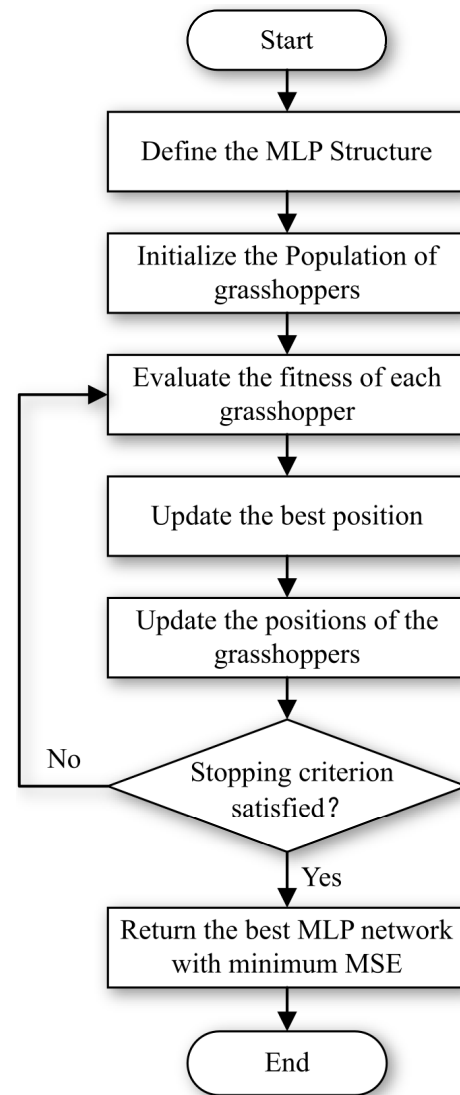 Start
Define the MLP Structure
Initialize the Population of
grasshoppers
Evaluate the fitness of each
grasshopper
Update the best position
Update the positions of the
grasshoppers
Stopping criterion
satisfied?
No
Yes
Return the best MLP network
with minimum MSE
End